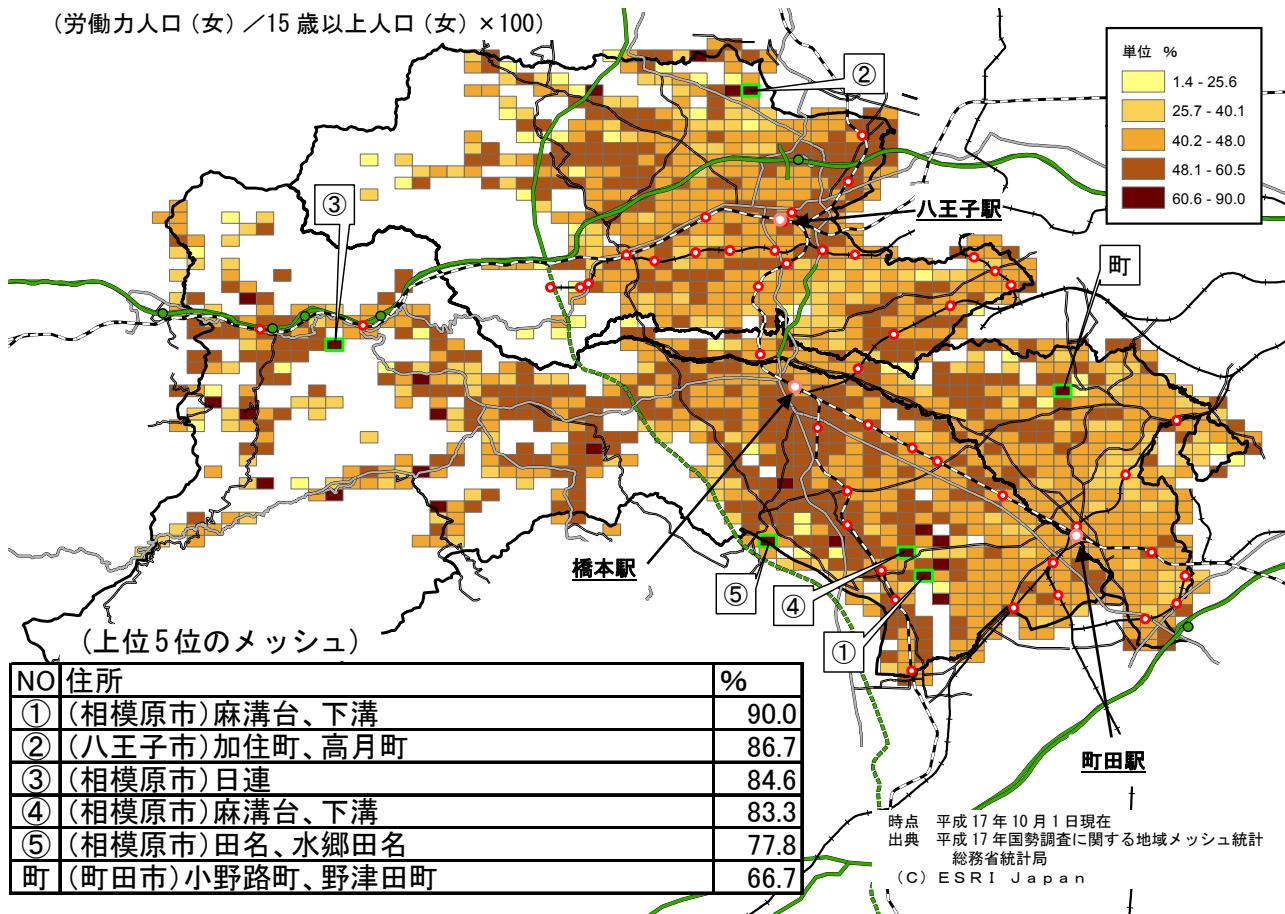 (労働力人口(女)/15歳以上人口(女)×100)
単位 %
1.4 - 25.6
25.7 - 40.1
40.2 - 48.0
48.1 - 60.5
60.6 - 90.0
②
③
八王子駅
町
橋本駅
⑤
④
①
町田駅
(上位5位のメッシュ)
NO 住所 %
① (相模原市)麻溝台、下溝 90.0
② (八王子市)加住町、高月町 86.7
③ (相模原市)日連 84.6
④ (相模原市)麻溝台、下溝 83.3
⑤ (相模原市)田名、水郷田名 77.8
町 (町田市)小野路町、野津田町 66.7
時点 平成17年10月1日現在
出典 平成17年国勢調査に関する地域メッシュ統計
総務省統計局
(C) ESRI Japan